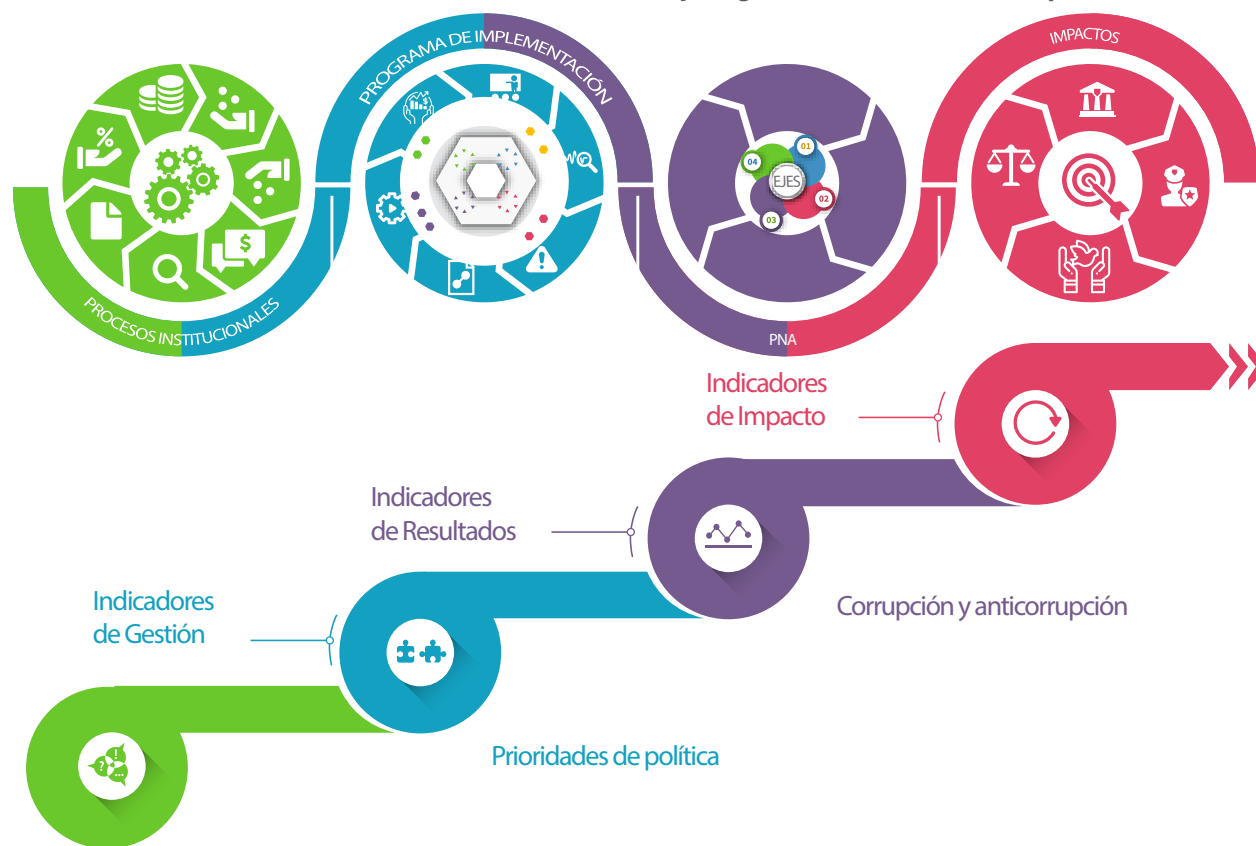 PROCESOS INSTITUCIONALES
PROGRAMA DE IMPLEMENTACIÓN
PNA
IMPACTOS
%
$
$
01
04
EJES
02
03
Indicadores
de Impacto
Indicadores
de Resultados
Corrupción y anticorrupción
Indicadores
de Gestión
Prioridades de política
!
?
...